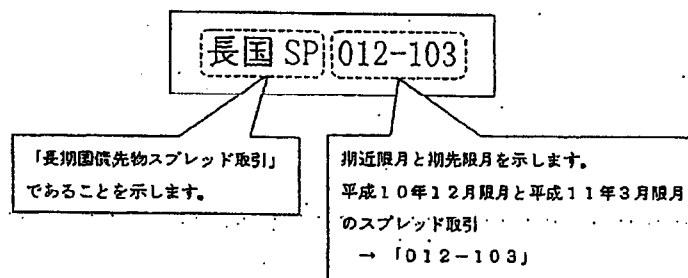 長国 SP 012-103
「長期国債先物スプレッド取引」
であることを示します。
期近限月と期先限月を示します。
平成10年12月限月と平成11年3月限月
のスプレッド取引
→ 「012-103」